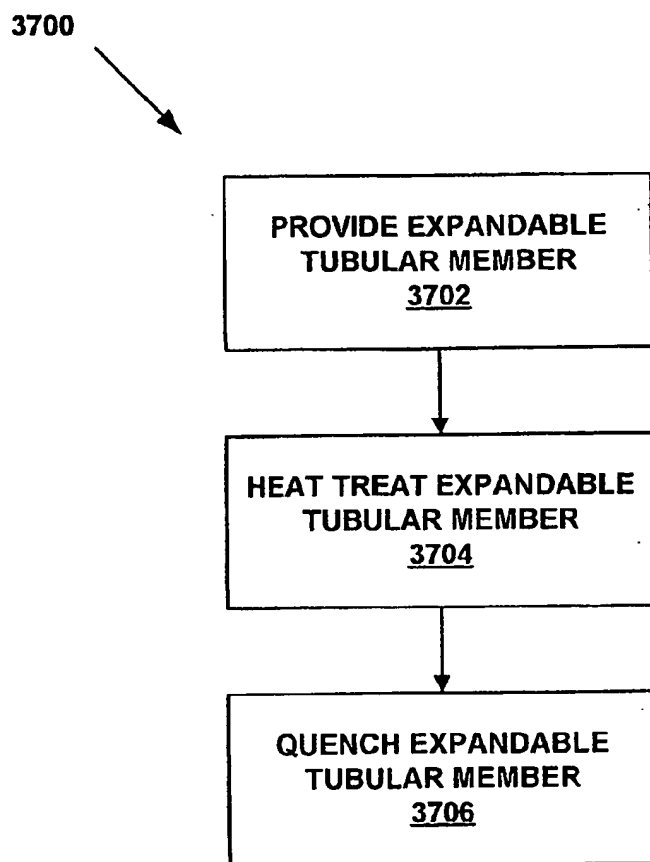 3700
PROVIDE EXPANDABLE
TUBULAR MEMBER
3702
HEAT TREAT EXPANDABLE
TUBULAR MEMBER
3704
QUENCH EXPANDABLE
TUBULAR MEMBER
3706